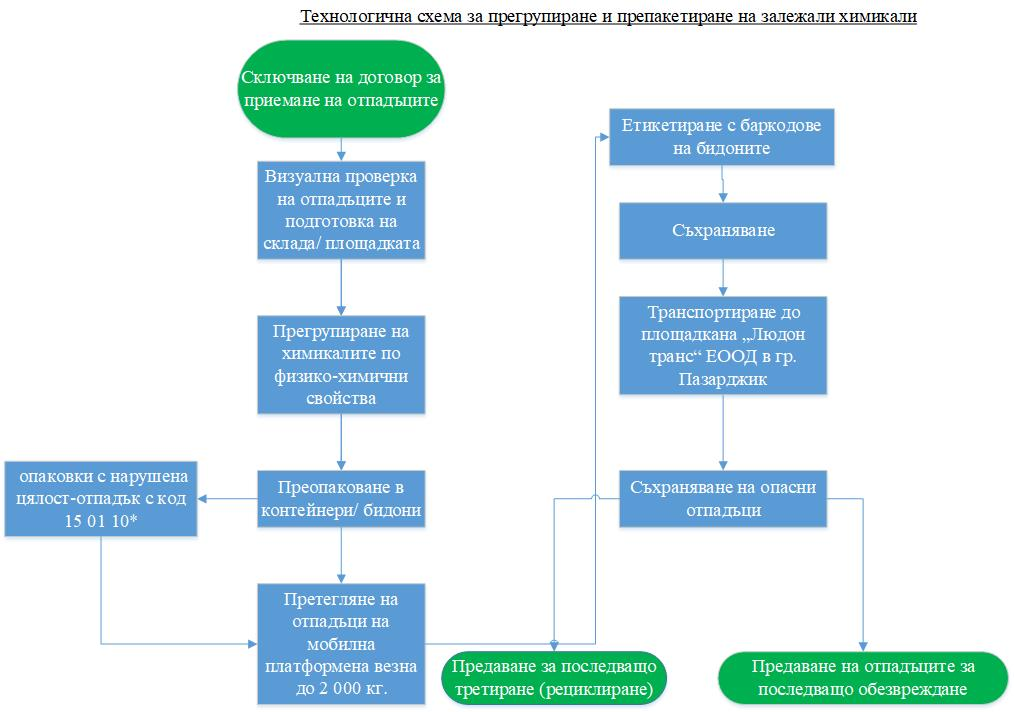 Технологична схема за прегрупиране и препакетиране на залежали химикали
Сключване на договор за
приемане на отпадъците
Визуална проверка
на отпадъците и
подготовка на
склада/ площадката
Прегрупиране на
химикалите по
физико-химични
свойства
Преопаковане в
контейнери/ бидони
опаковки с нарушена
цялост-отпадък с код
15 01 10*
Претегляне на
отпадъци на
мобилна
платформена везна
до 2 000 кг.
Етикетиране с баркодове
на бидоните
Съхраняване
Транспортиране до
площадкана „Людон
транс“ ЕООД в гр.
Пазарджик
Съхраняване на опасни
отпадъци
Предаване за последващо
третиране (рециклиране)
Предаване на отпадъците за
последващо обезвреждане